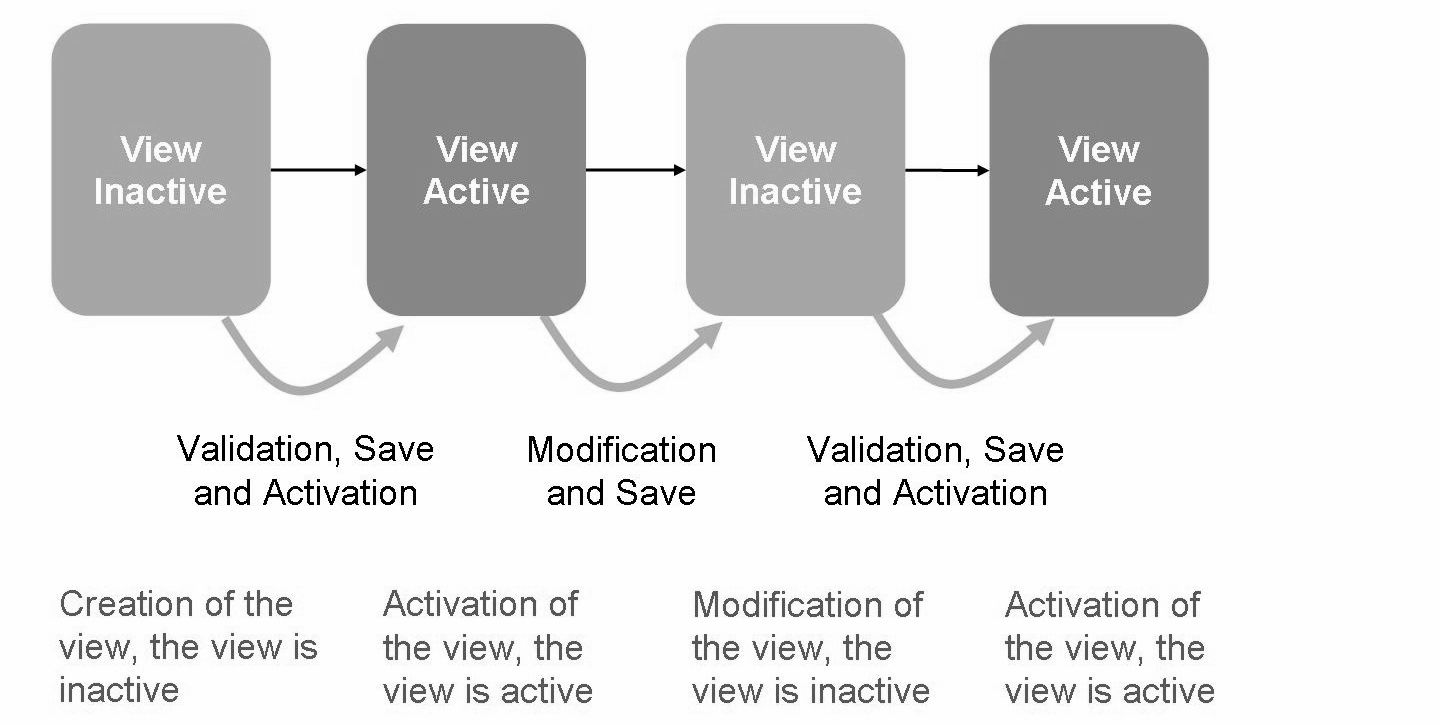 View
Inactive
View
Active
View
Inactive
View
Active
Validation, Save
and Activation
Modification
and Save
Validation, Save
and Activation
Creation of the
view, the view is
inactive
Activation of
the view, the
view is active
Modification of
the view, the
view is inactive
Activation of
the view, the
view is active